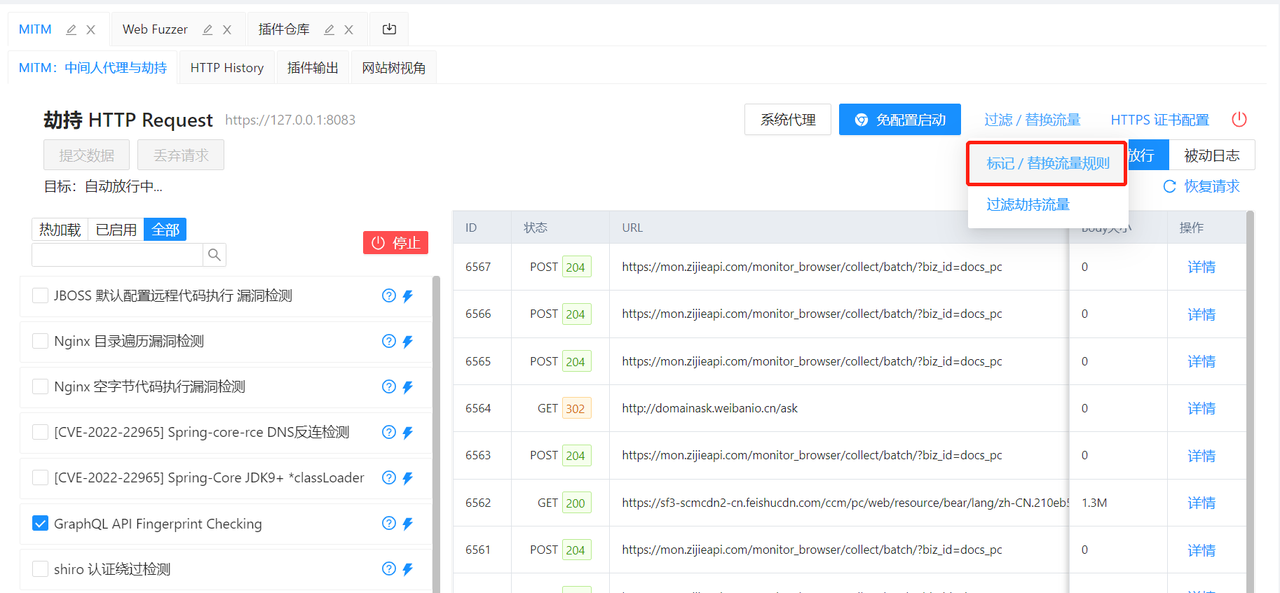 MITM
Web Fuzzer
插件仓库
MITM：中间人代理与劫持
HTTP History
插件输出
网站树视角
劫持 HTTP Request
https://127.0.0.1:8083
系统代理
免配置启动
过滤 / 替换流量
HTTPS 证书配置
提交数据
丢弃请求
标记 / 替换流量规则
放行
被动日志
目标：自动放行中...
过滤劫持流量
恢复请求
热加载
已启用
全部
停止
JBOSS 默认配置远程代码执行 漏洞检测
Nginx 目录遍历漏洞检测
Nginx 空字节代码执行漏洞检测
[CVE-2022-22965] Spring-core-rce DNS反连检测
[CVE-2022-22965] Spring-Core JDK9+ *classLoader
GraphQL API Fingerprint Checking
shiro 认证绕过检测
ID 状态 URL Body大小 操作
6567 POST 204 https://mon.zijieapi.com/monitor_browser/collect/batch/?biz_id=docs_pc 0 详情
6566 POST 204 https://mon.zijieapi.com/monitor_browser/collect/batch/?biz_id=docs_pc 0 详情
6565 POST 204 https://mon.zijieapi.com/monitor_browser/collect/batch/?biz_id=docs_pc 0 详情
6564 GET 302 http://domainask.weibanio.cn/ask 0 详情
6563 POST 204 https://mon.zijieapi.com/monitor_browser/collect/batch/?biz_id=docs_pc 0 详情
6562 GET 200 https://sf3-scmcdn2-cn.feishucdn.com/ccm/pc/web/resource/bear/lang/zh-CN.210eb5 1.3M 详情
6561 POST 204 https://mon.zijieapi.com/monitor_browser/collect/batch/?biz_id=docs_pc 0 详情